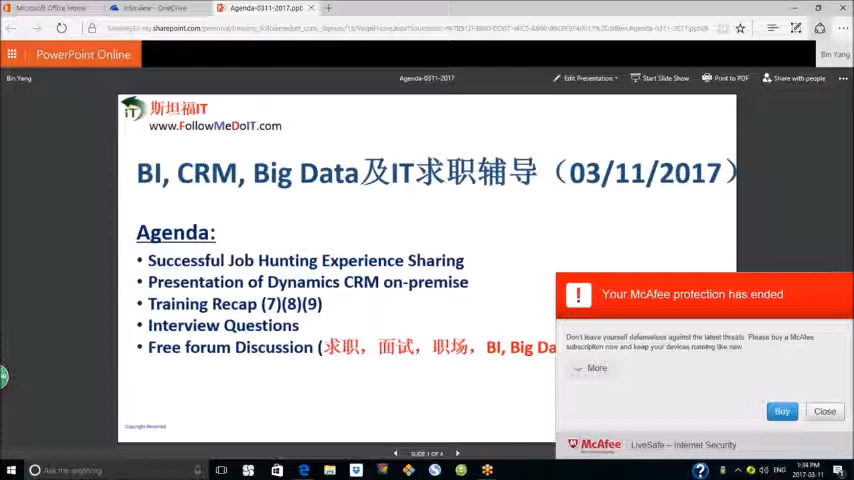 Microsoft Office Home
Interview - OneDrive
Agenda-0311-2017.ppt
PowerPoint Online
Bin Yang
Bin Yang
Agenda-0311-2017
Edit Presentation
Start Slide Show
Print to PDF
Share with people
斯坦福IT
www.FollowMeDoIT.com
BI, CRM, Big Data及IT求职辅导（03/11/2017）
Agenda:
• Successful Job Hunting Experience Sharing
• Presentation of Dynamics CRM on-premise
• Training Recap (7)(8)(9)
• Interview Questions
• Free forum Discussion (求职，面试，职场，BI, Big Da
Copyright Reserved
SLIDE 1 OF 4
Your McAfee protection has ended
Don't leave yourself defenseless against the latest threats. Please buy a McAfee
subscription now and keep your devices running like new.
More
Buy
Close
McAfee
LiveSafe – Internet Security
Ask me anything
ENG
1:34 PM
2017-03-11